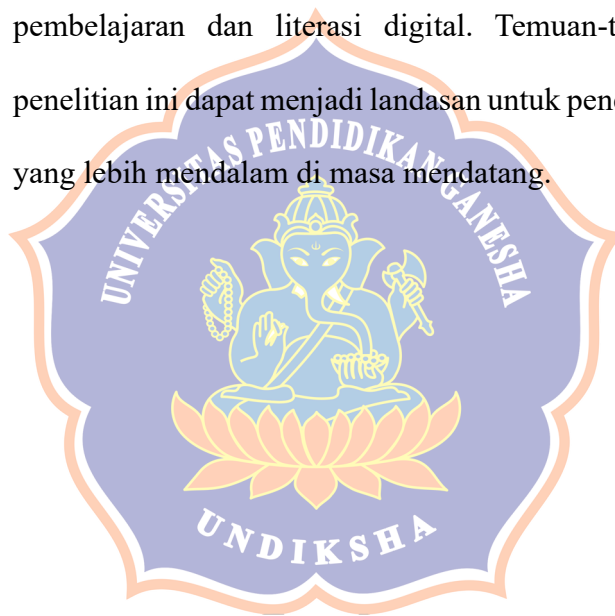 pembelajaran dan literasi digital. Temuan-t
penelitian ini dapat menjadi landasan untuk pen
yang lebih mendalam di masa mendatang.
UNIVERSITAS PENDIDIKAN GANESHA
UNDIKSHA